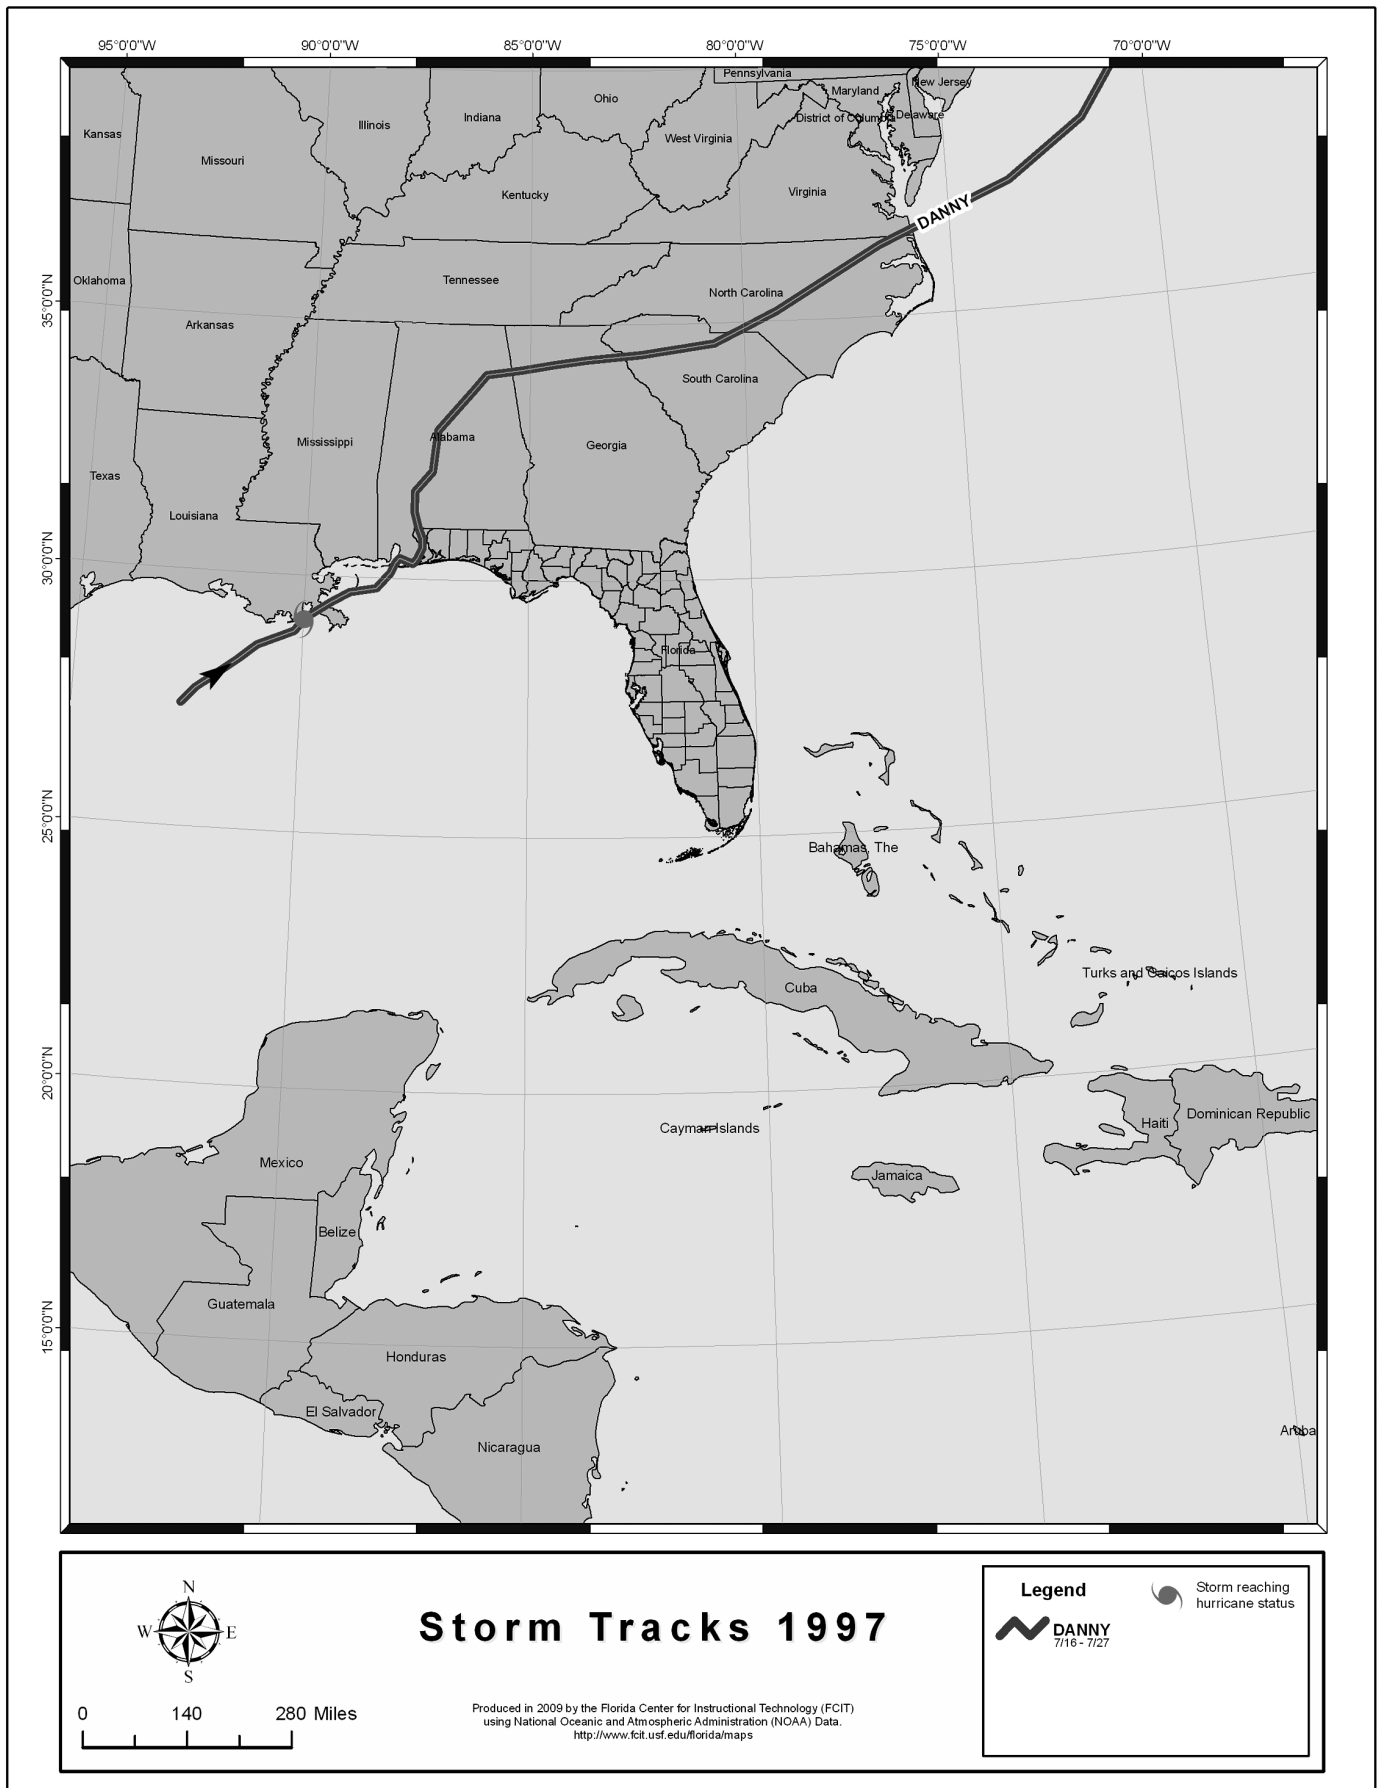 95°0'0"W 90°0'0"W 85°0'0"W 80°0'0"W 75°0'0"W 70°0'0"W
Pennsylvania
New Jersey
Maryland
Ohio
Delaware
District of Columbia
Indiana
Illinois
Kansas
West Virginia
Missouri
Virginia
Kentucky
DANNY
35°0'0"N
Oklahoma
Tennessee
North Carolina
Arkansas
South Carolina
Alabama
Mississippi
Georgia
Texas
Louisiana
30°0'0"N
Florida
25°0'0"N
Bahamas, The
Turks and Caicos Islands
Cuba
20°0'0"N
Dominican Republic
Haiti
Cayman Islands
Mexico
Jamaica
Belize
Guatemala
15°0'0"N
Honduras
El Salvador
Aruba
Nicaragua
N
W E
S
0 140 280 Miles
Storm Tracks 1997
Produced in 2009 by the Florida Center for Instructional Technology (FCIT)
using National Oceanic and Atmospheric Administration (NOAA) Data.
http://www.fcit.usf.edu/florida/maps
Legend
DANNY
7/16 - 7/27
Storm reaching
hurricane status